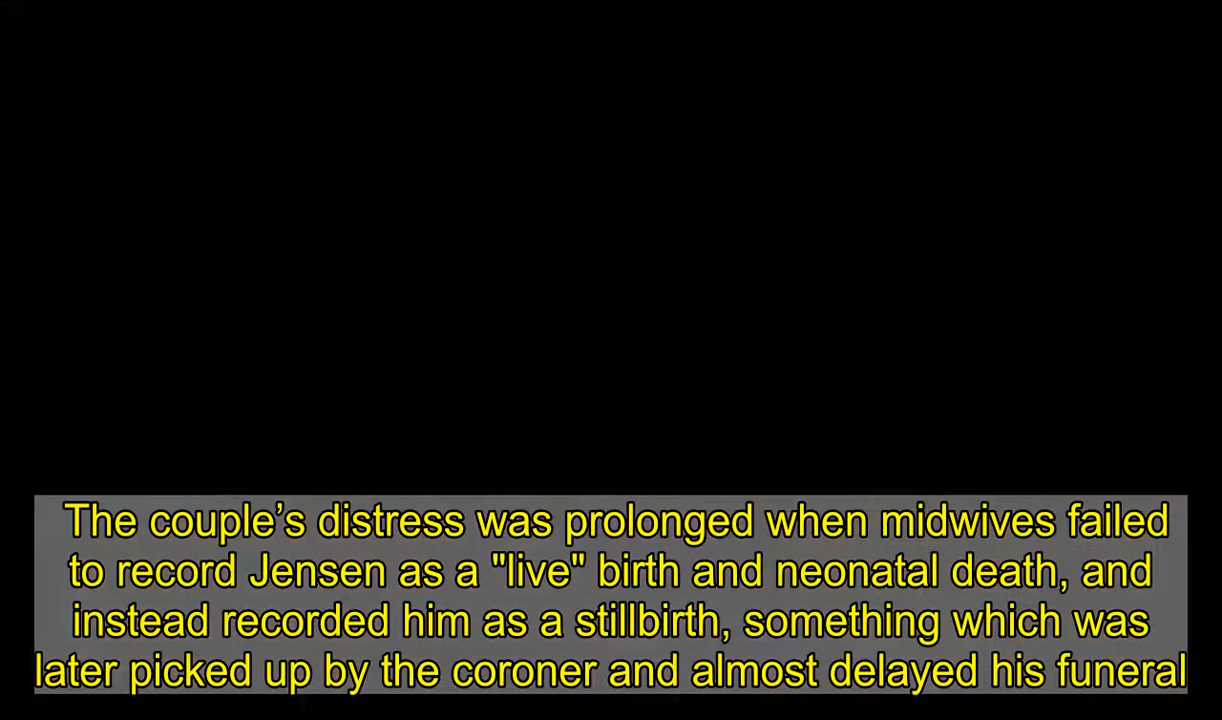 The couple’s distress was prolonged when midwives failed
to record Jensen as a "live" birth and neonatal death, and
instead recorded him as a stillbirth, something which was
later picked up by the coroner and almost delayed his funeral